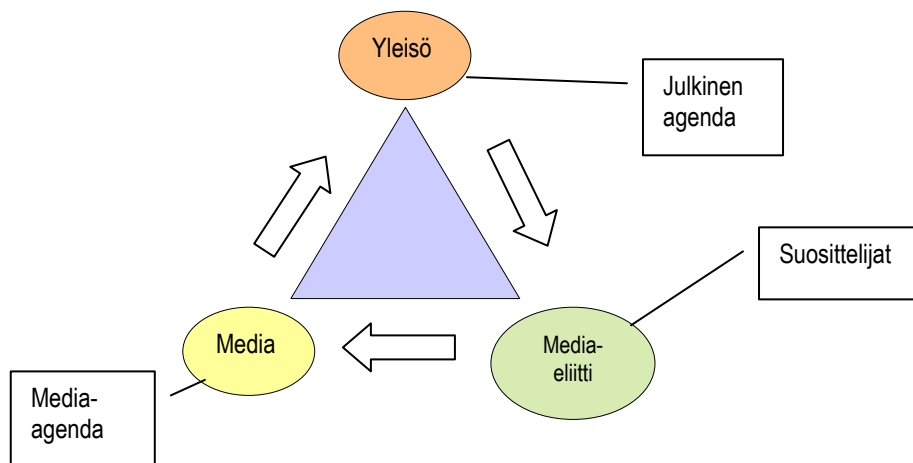 Yleisö
Julkinen
agenda
Suosittelijat
Media
Media-
eliitti
Media-
agenda